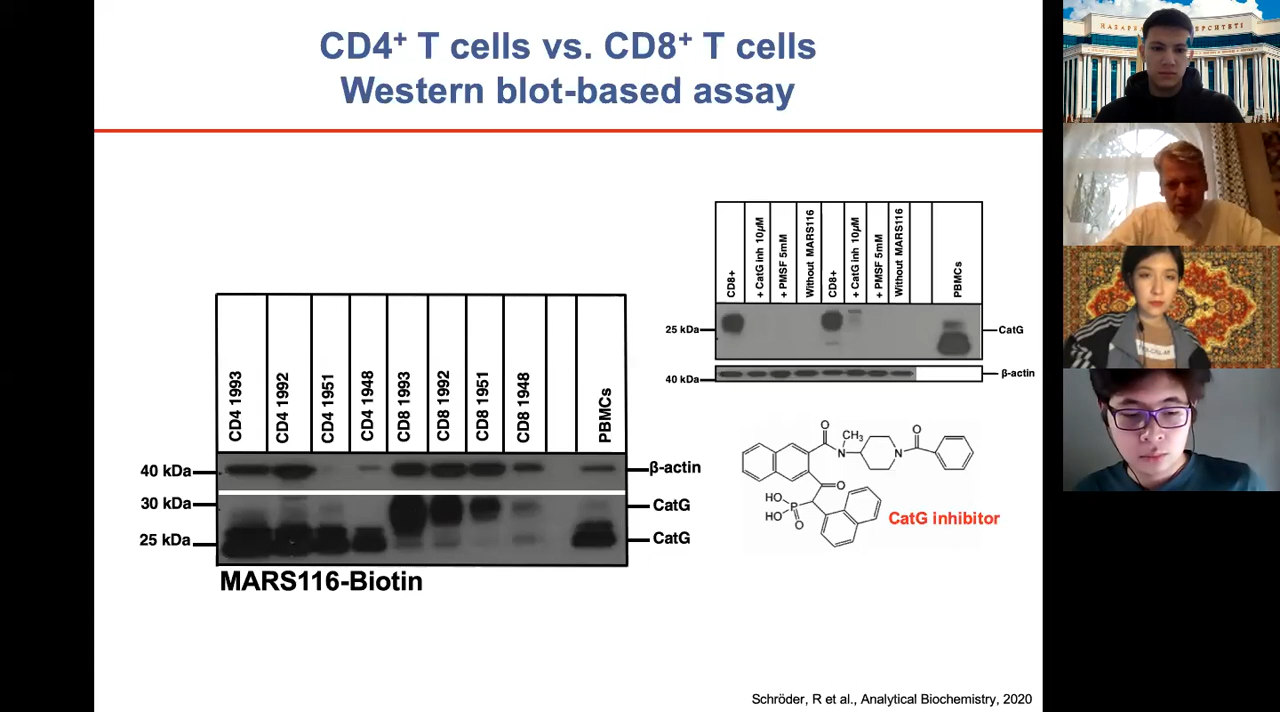 CD4⁺ T cells vs. CD8⁺ T cells
Western blot-based assay
CD8+
+ CatG inh 10µM
+ PMSF 5mM
Without MARS116
CD8+
+ CatG inh 10µM
+ PMSF 5mM
Without MARS116
PBMCs
25 kDa
CatG
40 kDa
β-actin
CD4 1993
CD4 1992
CD4 1951
CD4 1948
CD8 1993
CD8 1992
CD8 1951
CD8 1948
PBMCs
40 kDa
β-actin
30 kDa
CatG
25 kDa
CatG
MARS116-Biotin
O
CH₃
N
N
O
O
HO
HO
P
O
CatG inhibitor
Schröder, R et al., Analytical Biochemistry, 2020